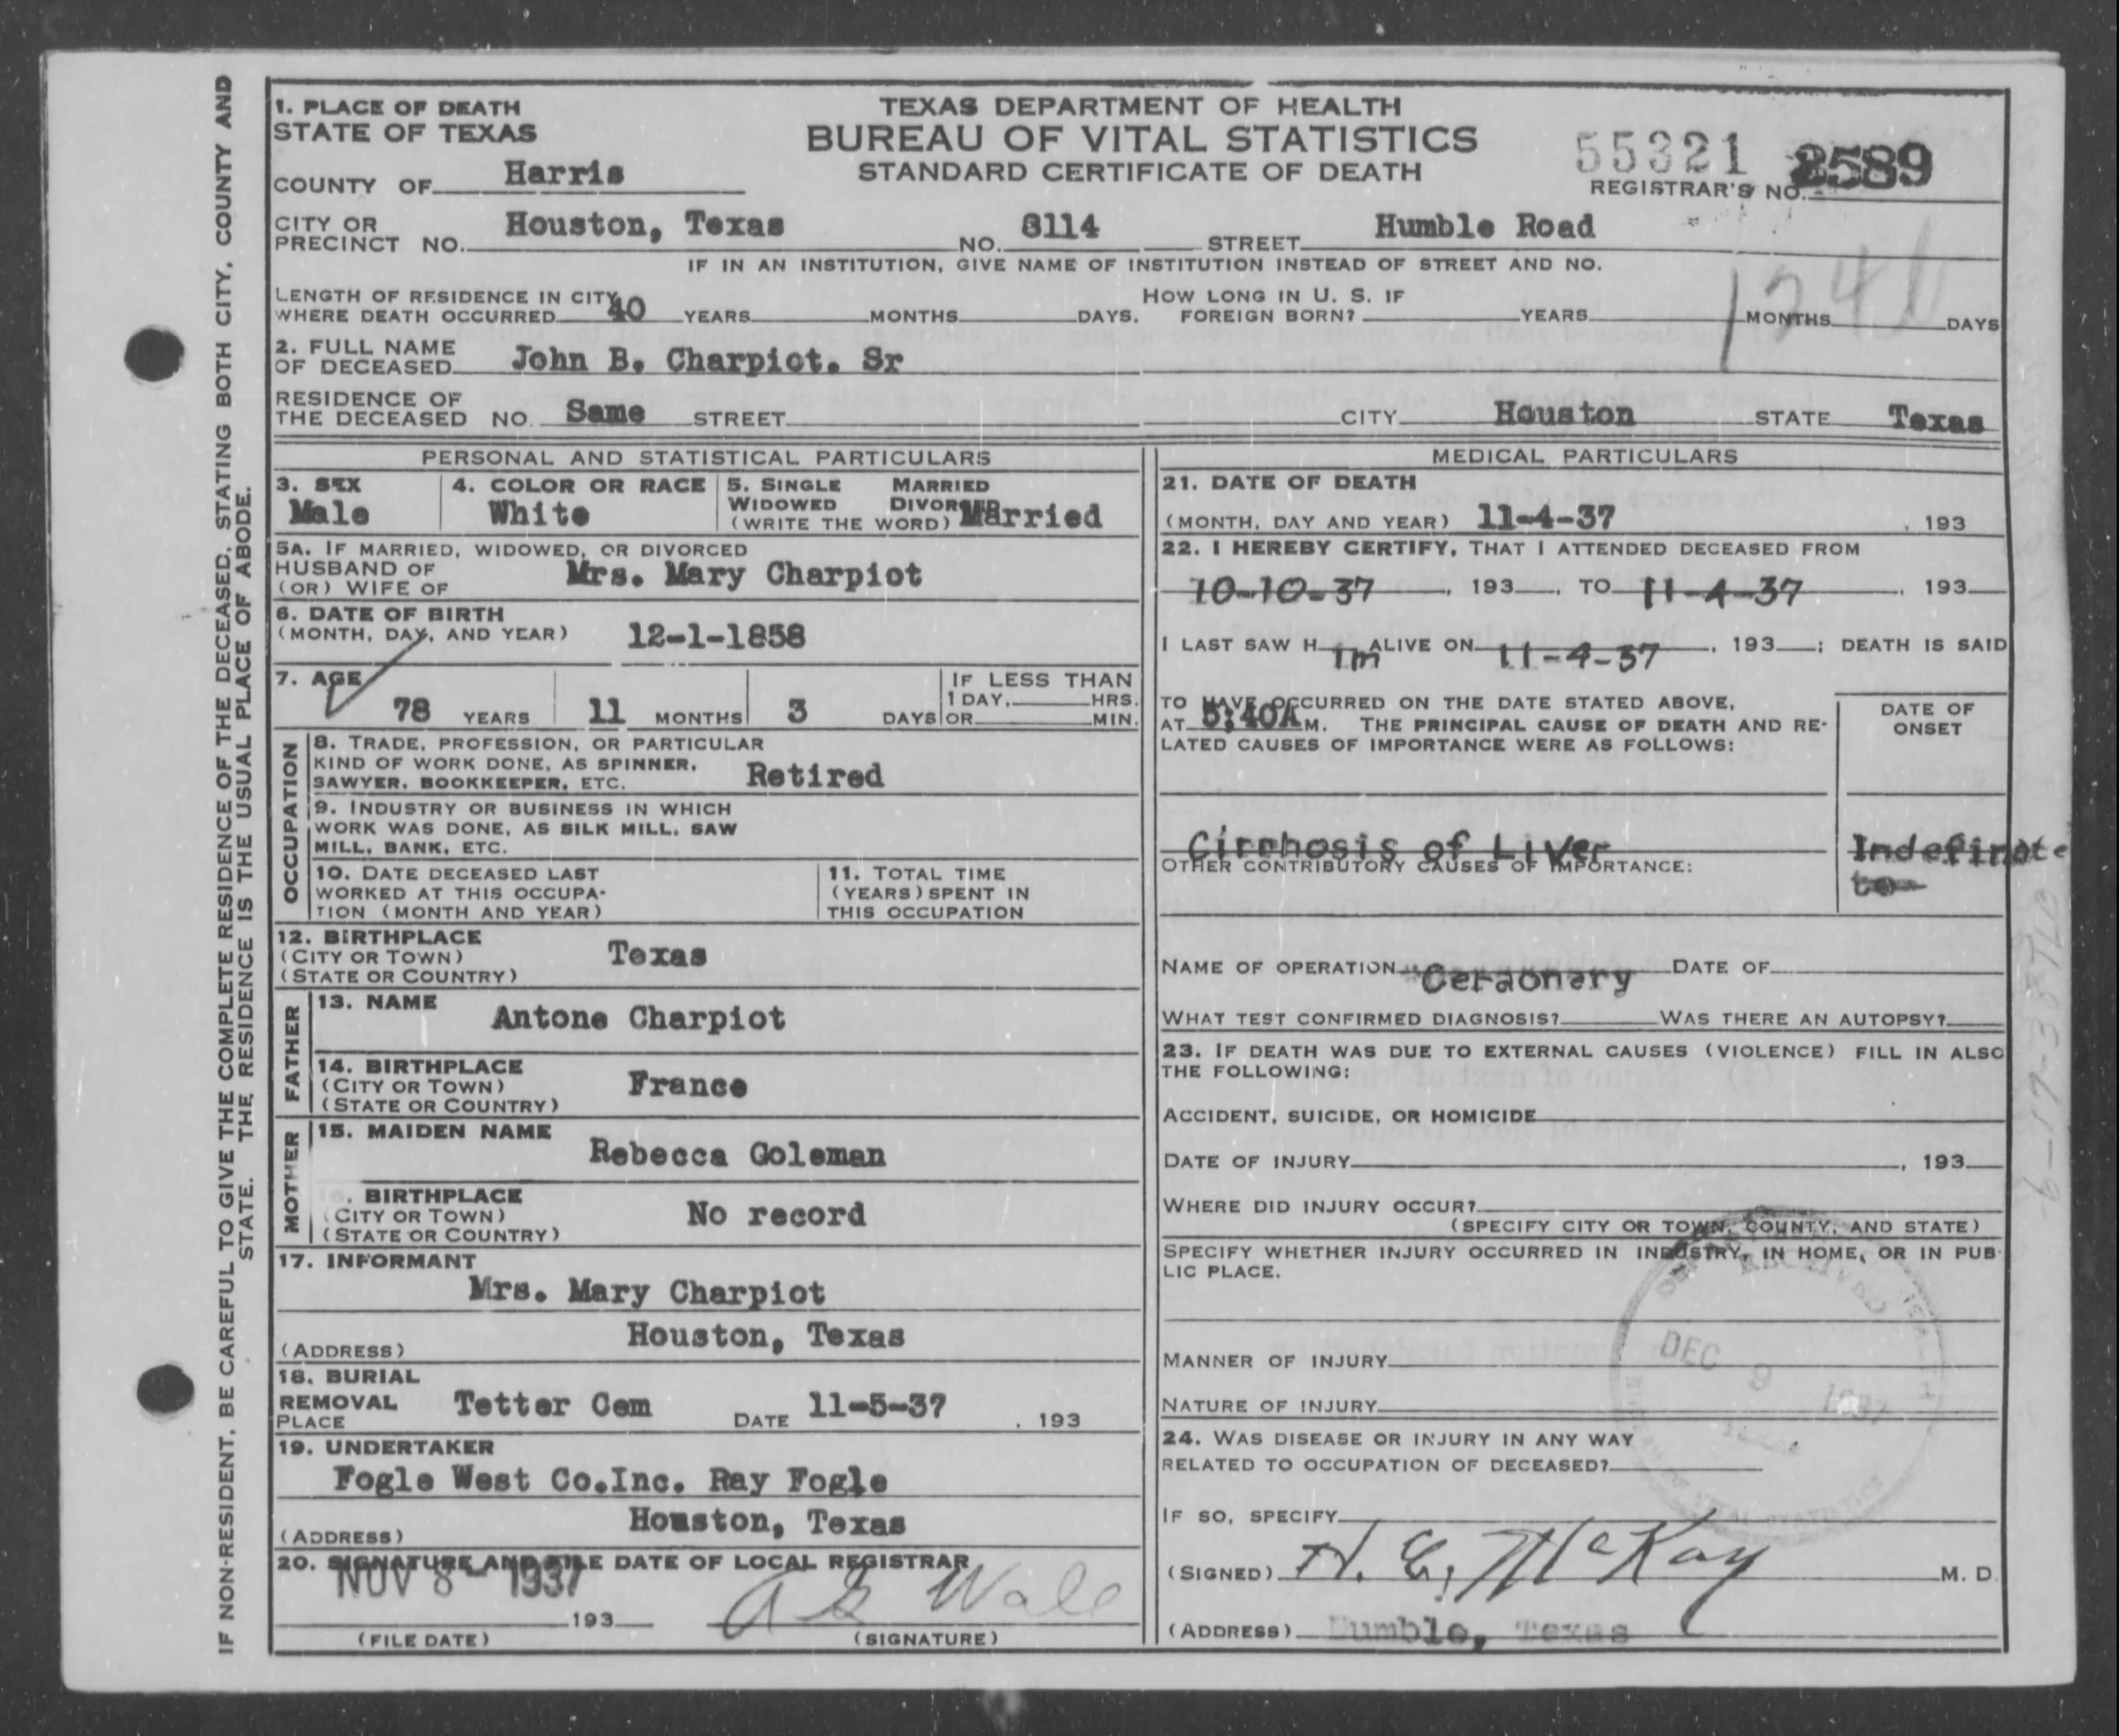 IF NON-RESIDENT, BE CAREFUL TO GIVE THE COMPLETE RESIDENCE OF THE DECEASED, STATING BOTH CITY, COUNTY AND
STATE. THE RESIDENCE IS THE USUAL PLACE OF ABODE.
1. PLACE OF DEATH
STATE OF TEXAS
COUNTY OF Harris
TEXAS DEPARTMENT OF HEALTH
BUREAU OF VITAL STATISTICS
STANDARD CERTIFICATE OF DEATH
55321 2589
REGISTRAR'S NO.
CITY OR
PRECINCT NO. Houston, Texas NO. 8114 STREET Humble Road
IF IN AN INSTITUTION, GIVE NAME OF INSTITUTION INSTEAD OF STREET AND NO.
LENGTH OF RESIDENCE IN CITY
WHERE DEATH OCCURRED 40 YEARS MONTHS DAYS. HOW LONG IN U. S. IF
FOREIGN BORN? YEARS MONTHS DAYS
2. FULL NAME
OF DECEASED John B. Charpiot. Sr
RESIDENCE OF
THE DECEASED NO. Same STREET CITY Houston STATE Texas
PERSONAL AND STATISTICAL PARTICULARS
3. SEX
Male
4. COLOR OR RACE
White
5. SINGLE MARRIED
WIDOWED DIVORCED
(WRITE THE WORD) Married
5A. IF MARRIED, WIDOWED, OR DIVORCED
HUSBAND OF
(OR) WIFE OF Mrs. Mary Charpiot
6. DATE OF BIRTH
(MONTH, DAY, AND YEAR) 12-1-1858
7. AGE
78 YEARS 11 MONTHS 3 DAYS
IF LESS THAN
1 DAY, HRS.
OR MIN.
OCCUPATION
8. TRADE, PROFESSION, OR PARTICULAR
KIND OF WORK DONE, AS SPINNER,
SAWYER, BOOKKEEPER, ETC. Retired
9. INDUSTRY OR BUSINESS IN WHICH
WORK WAS DONE, AS SILK MILL, SAW
MILL, BANK, ETC.
10. DATE DECEASED LAST
WORKED AT THIS OCCUPA-
TION (MONTH AND YEAR)
11. TOTAL TIME
(YEARS) SPENT IN
THIS OCCUPATION
12. BIRTHPLACE
(CITY OR TOWN)
(STATE OR COUNTRY) Texas
FATHER
13. NAME
Antone Charpiot
14. BIRTHPLACE
(CITY OR TOWN)
(STATE OR COUNTRY) France
MOTHER
15. MAIDEN NAME
Rebecca Coleman
16. BIRTHPLACE
(CITY OR TOWN)
(STATE OR COUNTRY) No record
17. INFORMANT
Mrs. Mary Charpiot
(ADDRESS) Houston, Texas
18. BURIAL
REMOVAL
PLACE Tetter Cem DATE 11-5-37, 193
19. UNDERTAKER
Fogle West Co.Inc. Ray Fogle
(ADDRESS) Houston, Texas
20. SIGNATURE AND FILE DATE OF LOCAL REGISTRAR
NOV 8 - 1937
193
(FILE DATE) (SIGNATURE)
MEDICAL PARTICULARS
21. DATE OF DEATH
(MONTH, DAY AND YEAR) 11-4-37, 193
22. I HEREBY CERTIFY, THAT I ATTENDED DECEASED FROM
10-10-37, 193, TO 11-4-37, 193
I LAST SAW H im ALIVE ON 11-4-37, 193; DEATH IS SAID
TO HAVE OCCURRED ON THE DATE STATED ABOVE,
AT 5;40A M. THE PRINCIPAL CAUSE OF DEATH AND RE-
LATED CAUSES OF IMPORTANCE WERE AS FOLLOWS:
DATE OF
ONSET
Cirrhosis of Liver
Indefinate
to
OTHER CONTRIBUTORY CAUSES OF IMPORTANCE:
NAME OF OPERATION Ceraonary DATE OF
WHAT TEST CONFIRMED DIAGNOSIS? WAS THERE AN AUTOPSY?
23. IF DEATH WAS DUE TO EXTERNAL CAUSES (VIOLENCE) FILL IN ALSO
THE FOLLOWING:
ACCIDENT, SUICIDE, OR HOMICIDE
DATE OF INJURY, 193
WHERE DID INJURY OCCUR?
(SPECIFY CITY OR TOWN, COUNTY, AND STATE)
SPECIFY WHETHER INJURY OCCURRED IN INDUSTRY, IN HOME, OR IN PUB-
LIC PLACE.
RECEIVED
DEC 9 1937
MANNER OF INJURY
NATURE OF INJURY
24. WAS DISEASE OR INJURY IN ANY WAY
RELATED TO OCCUPATION OF DECEASED?
IF SO, SPECIFY
(SIGNED) H. E. McKay M. D.
(ADDRESS) Humble, Texas